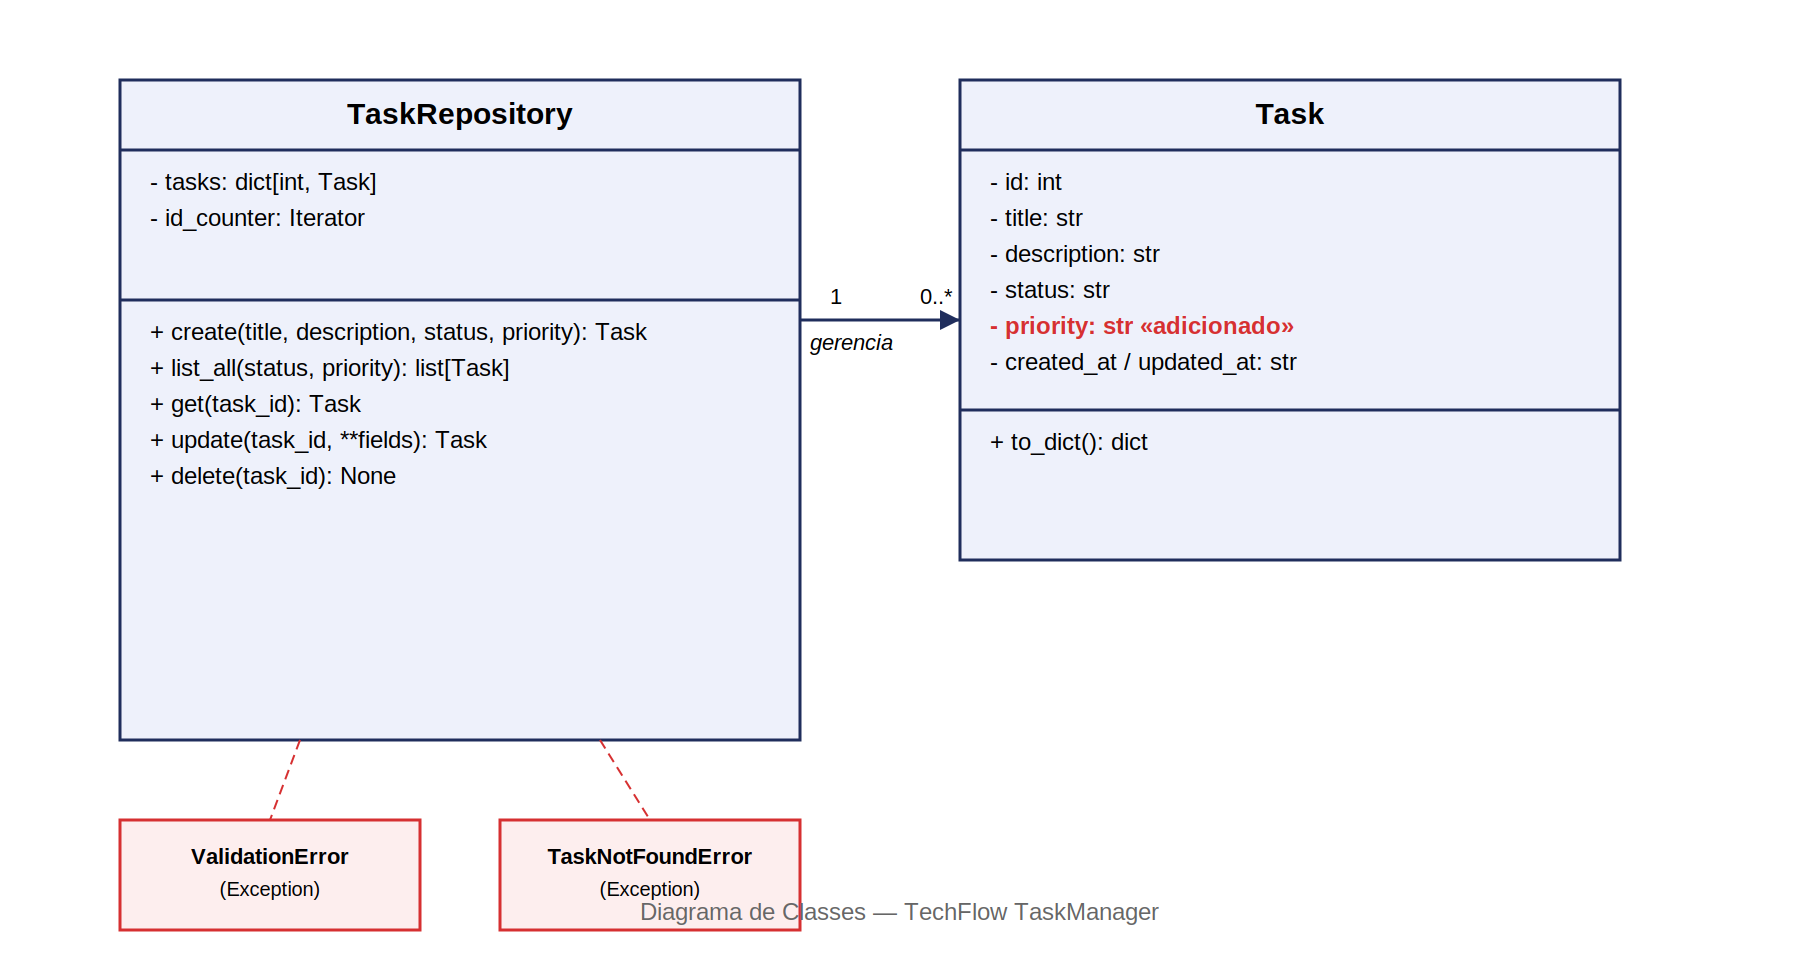 TaskRepository
- tasks: dict[int, Task]
- id_counter: Iterator
+ create(title, description, status, priority): Task
+ list_all(status, priority): list[Task]
+ get(task_id): Task
+ update(task_id, **fields): Task
+ delete(task_id): None
1
0..*
gerencia
Task
- id: int
- title: str
- description: str
- status: str
- priority: str «adicionado»
- created_at / updated_at: str
+ to_dict(): dict
ValidationError
(Exception)
TaskNotFoundError
(Exception)
Diagrama de Classes — TechFlow TaskManager